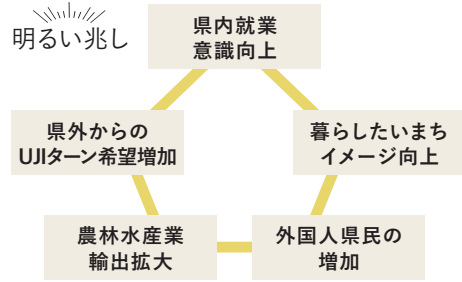 明るい兆し
県内就業
意識向上
県外からの
UJIターン希望増加
暮らしたいまち
イメージ向上
農林水産業
輸出拡大
外国人県民の
増加